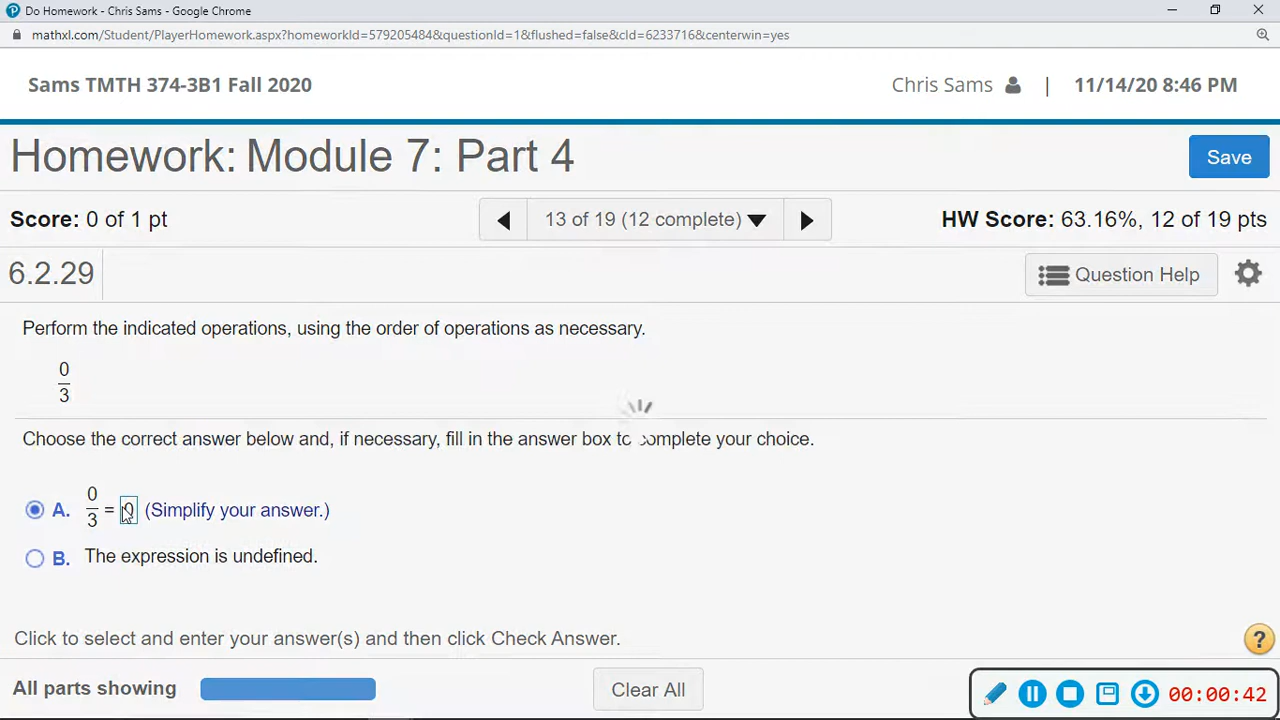 Do Homework - Chris Sams - Google Chrome
mathxl.com/Student/PlayerHomework.aspx?homeworkId=579205484&questionId=1&flushed=false&cId=6233716&centerwin=yes
Sams TMTH 374-3B1 Fall 2020
Chris Sams | 11/14/20 8:46 PM
Homework: Module 7: Part 4
Save
Score: 0 of 1 pt
13 of 19 (12 complete)
HW Score: 63.16%, 12 of 19 pts
6.2.29
Question Help
Perform the indicated operations, using the order of operations as necessary.
0
3
Choose the correct answer below and, if necessary, fill in the answer box to complete your choice.
A. 0/3 = 0 (Simplify your answer.)
B. The expression is undefined.
Click to select and enter your answer(s) and then click Check Answer.
?
All parts showing
Clear All
00:00:42